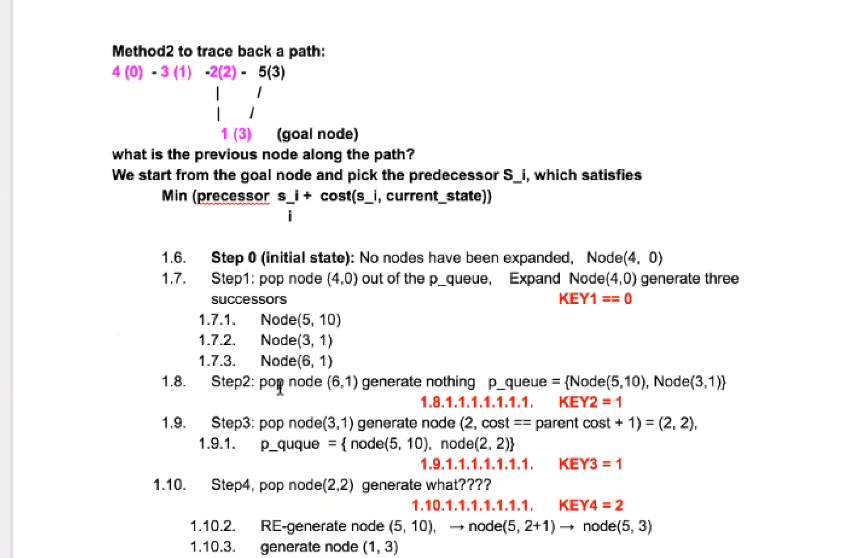 Method2 to trace back a path:
4 (0)  - 3 (1)   -2(2) -   5(3)
|        /
|      /
1 (3)      (goal node)
what is the previous node along the path?
We start from the goal node and pick the predecessor S_i, which satisfies
Min (precessor  s_i +  cost(s_i, current_state))
i
1.6.    Step 0 (initial state): No nodes have been expanded,   Node(4,  0)
1.7.    Step1: pop node (4,0) out of the p_queue,    Expand  Node(4,0) generate three
successors    KEY1 == 0
1.7.1.    Node(5, 10)
1.7.2.    Node(3, 1)
1.7.3.    Node(6, 1)
1.8.    Step2: pop node (6,1) generate nothing   p_queue = {Node(5,10), Node(3,1)}
1.8.1.1.1.1.1.1.1.    KEY2 = 1
1.9.    Step3: pop node(3,1) generate node (2, cost == parent cost + 1) = (2, 2),
1.9.1.    p_quque  = { node(5, 10),  node(2, 2)}
1.9.1.1.1.1.1.1.1.    KEY3 = 1
1.10.    Step4, pop node(2,2)  generate what????
1.10.1.1.1.1.1.1.1.    KEY4 = 2
1.10.2.    RE-generate node (5, 10),   → node(5, 2+1) →  node(5, 3)
1.10.3.    generate node (1, 3)